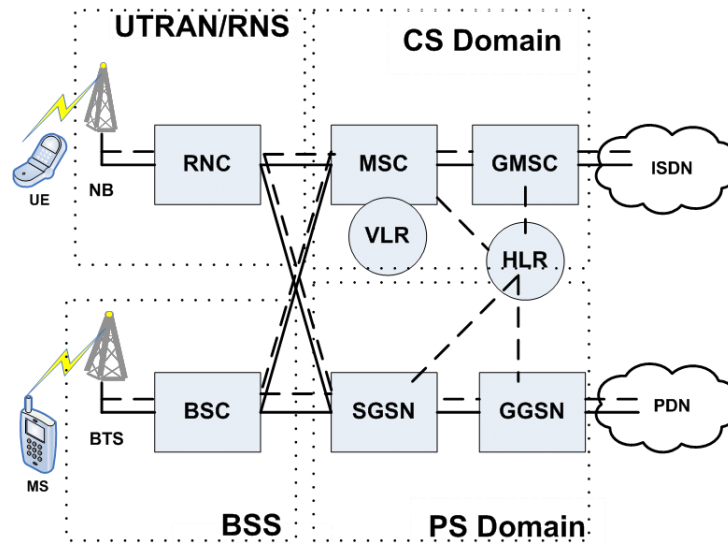 UTRAN/RNS
CS Domain
RNC
MSC
GMSC
ISDN
UE
NB
VLR
HLR
BSC
SGSN
GGSN
PDN
BTS
MS
BSS
PS Domain